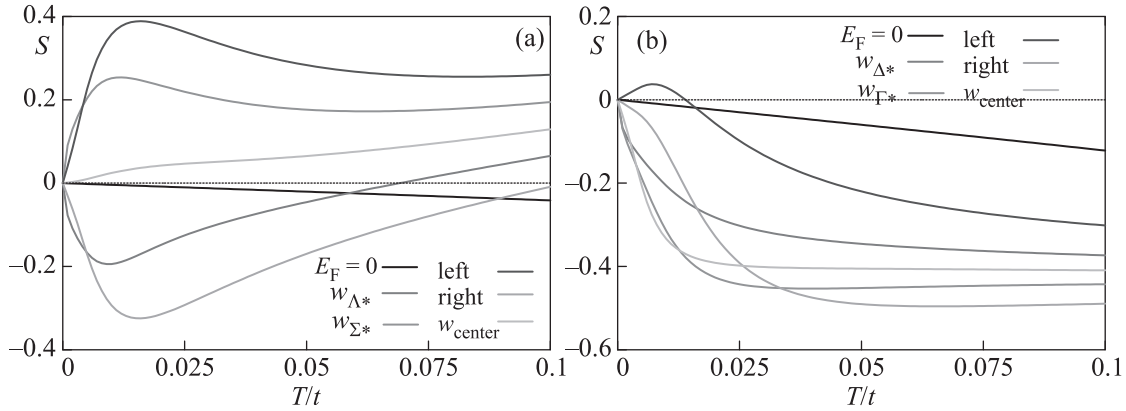 0.4
S
0.2
0
–0.2
–0.4
(a)
E_F = 0
left
w_Λ*
right
w_Σ*
w_center
0 0.025 0.05 0.075 0.1
T/t
0.2
S
0
–0.2
–0.4
–0.6
(b)
E_F = 0
left
w_Δ*
right
w_Γ*
w_center
0 0.025 0.05 0.075 0.1
T/t